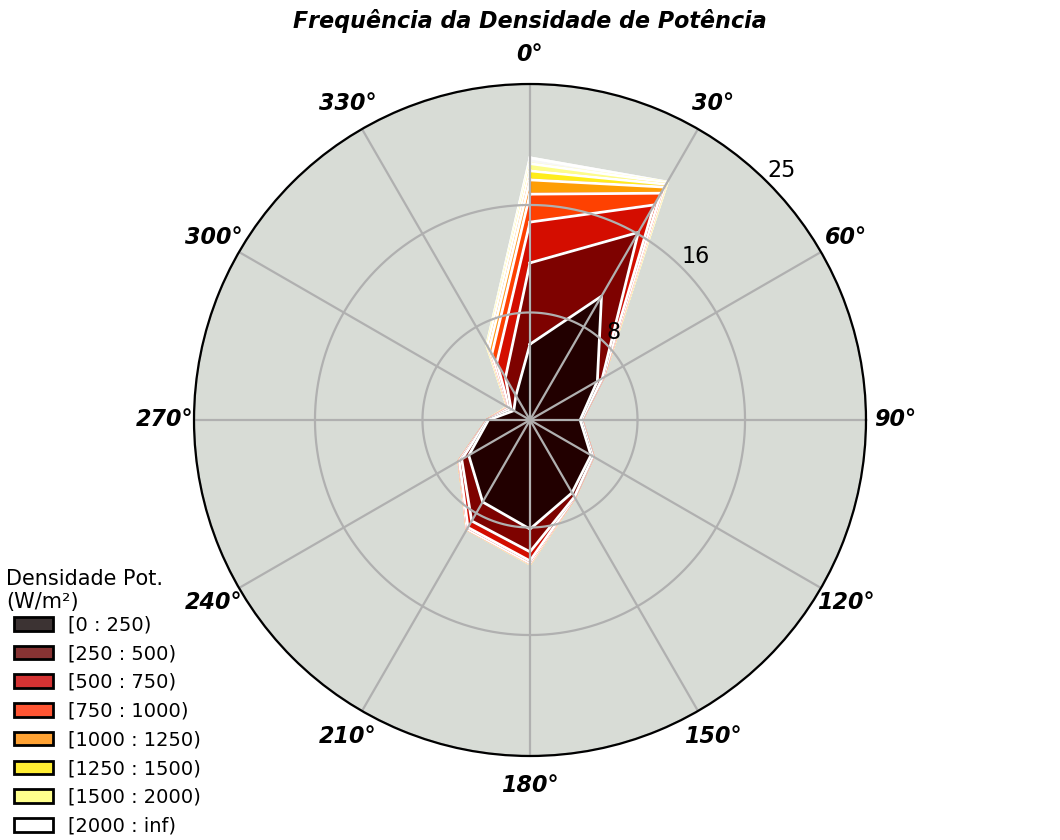 Frequência da Densidade de Potência
0°
330°
30°
25
300°
60°
16
8
270°
90°
240°
120°
210°
150°
180°
Densidade Pot.
(W/m²)
[0 : 250)
[250 : 500)
[500 : 750)
[750 : 1000)
[1000 : 1250)
[1250 : 1500)
[1500 : 2000)
[2000 : inf)